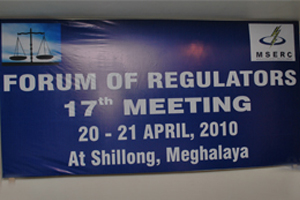 MSERC
FORUM OF REGULATORS
17th MEETING
20 - 21 APRIL, 2010
At Shillong, Meghalaya